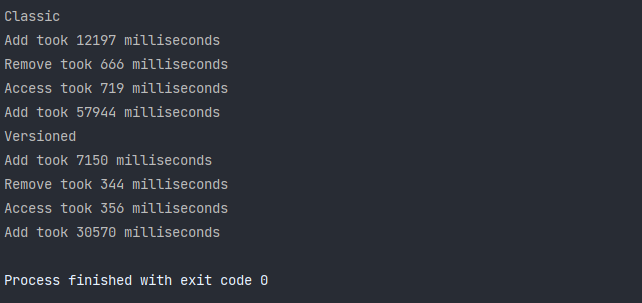 Classic
Add took 12197 milliseconds
Remove took 666 milliseconds
Access took 719 milliseconds
Add took 57944 milliseconds
Versioned
Add took 7150 milliseconds
Remove took 344 milliseconds
Access took 356 milliseconds
Add took 30570 milliseconds
Process finished with exit code 0